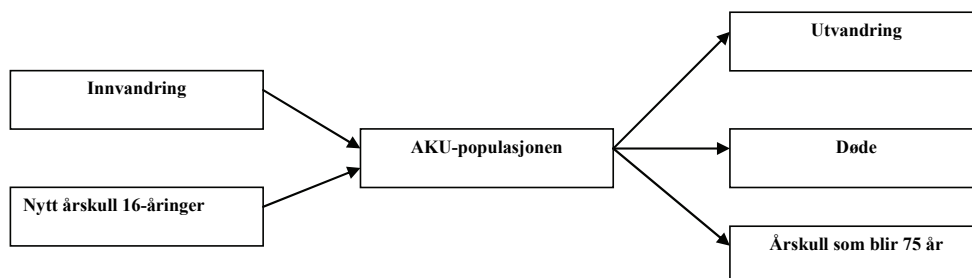 Utvandring
Innvandring
AKU-populasjonen
Døde
Nytt årskull 16-åringer
Årskull som blir 75 år